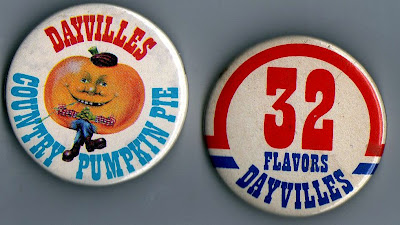 DAYVILLES
COUNTRY PUMPKIN PIE
32
FLAVORS
DAYVILLES